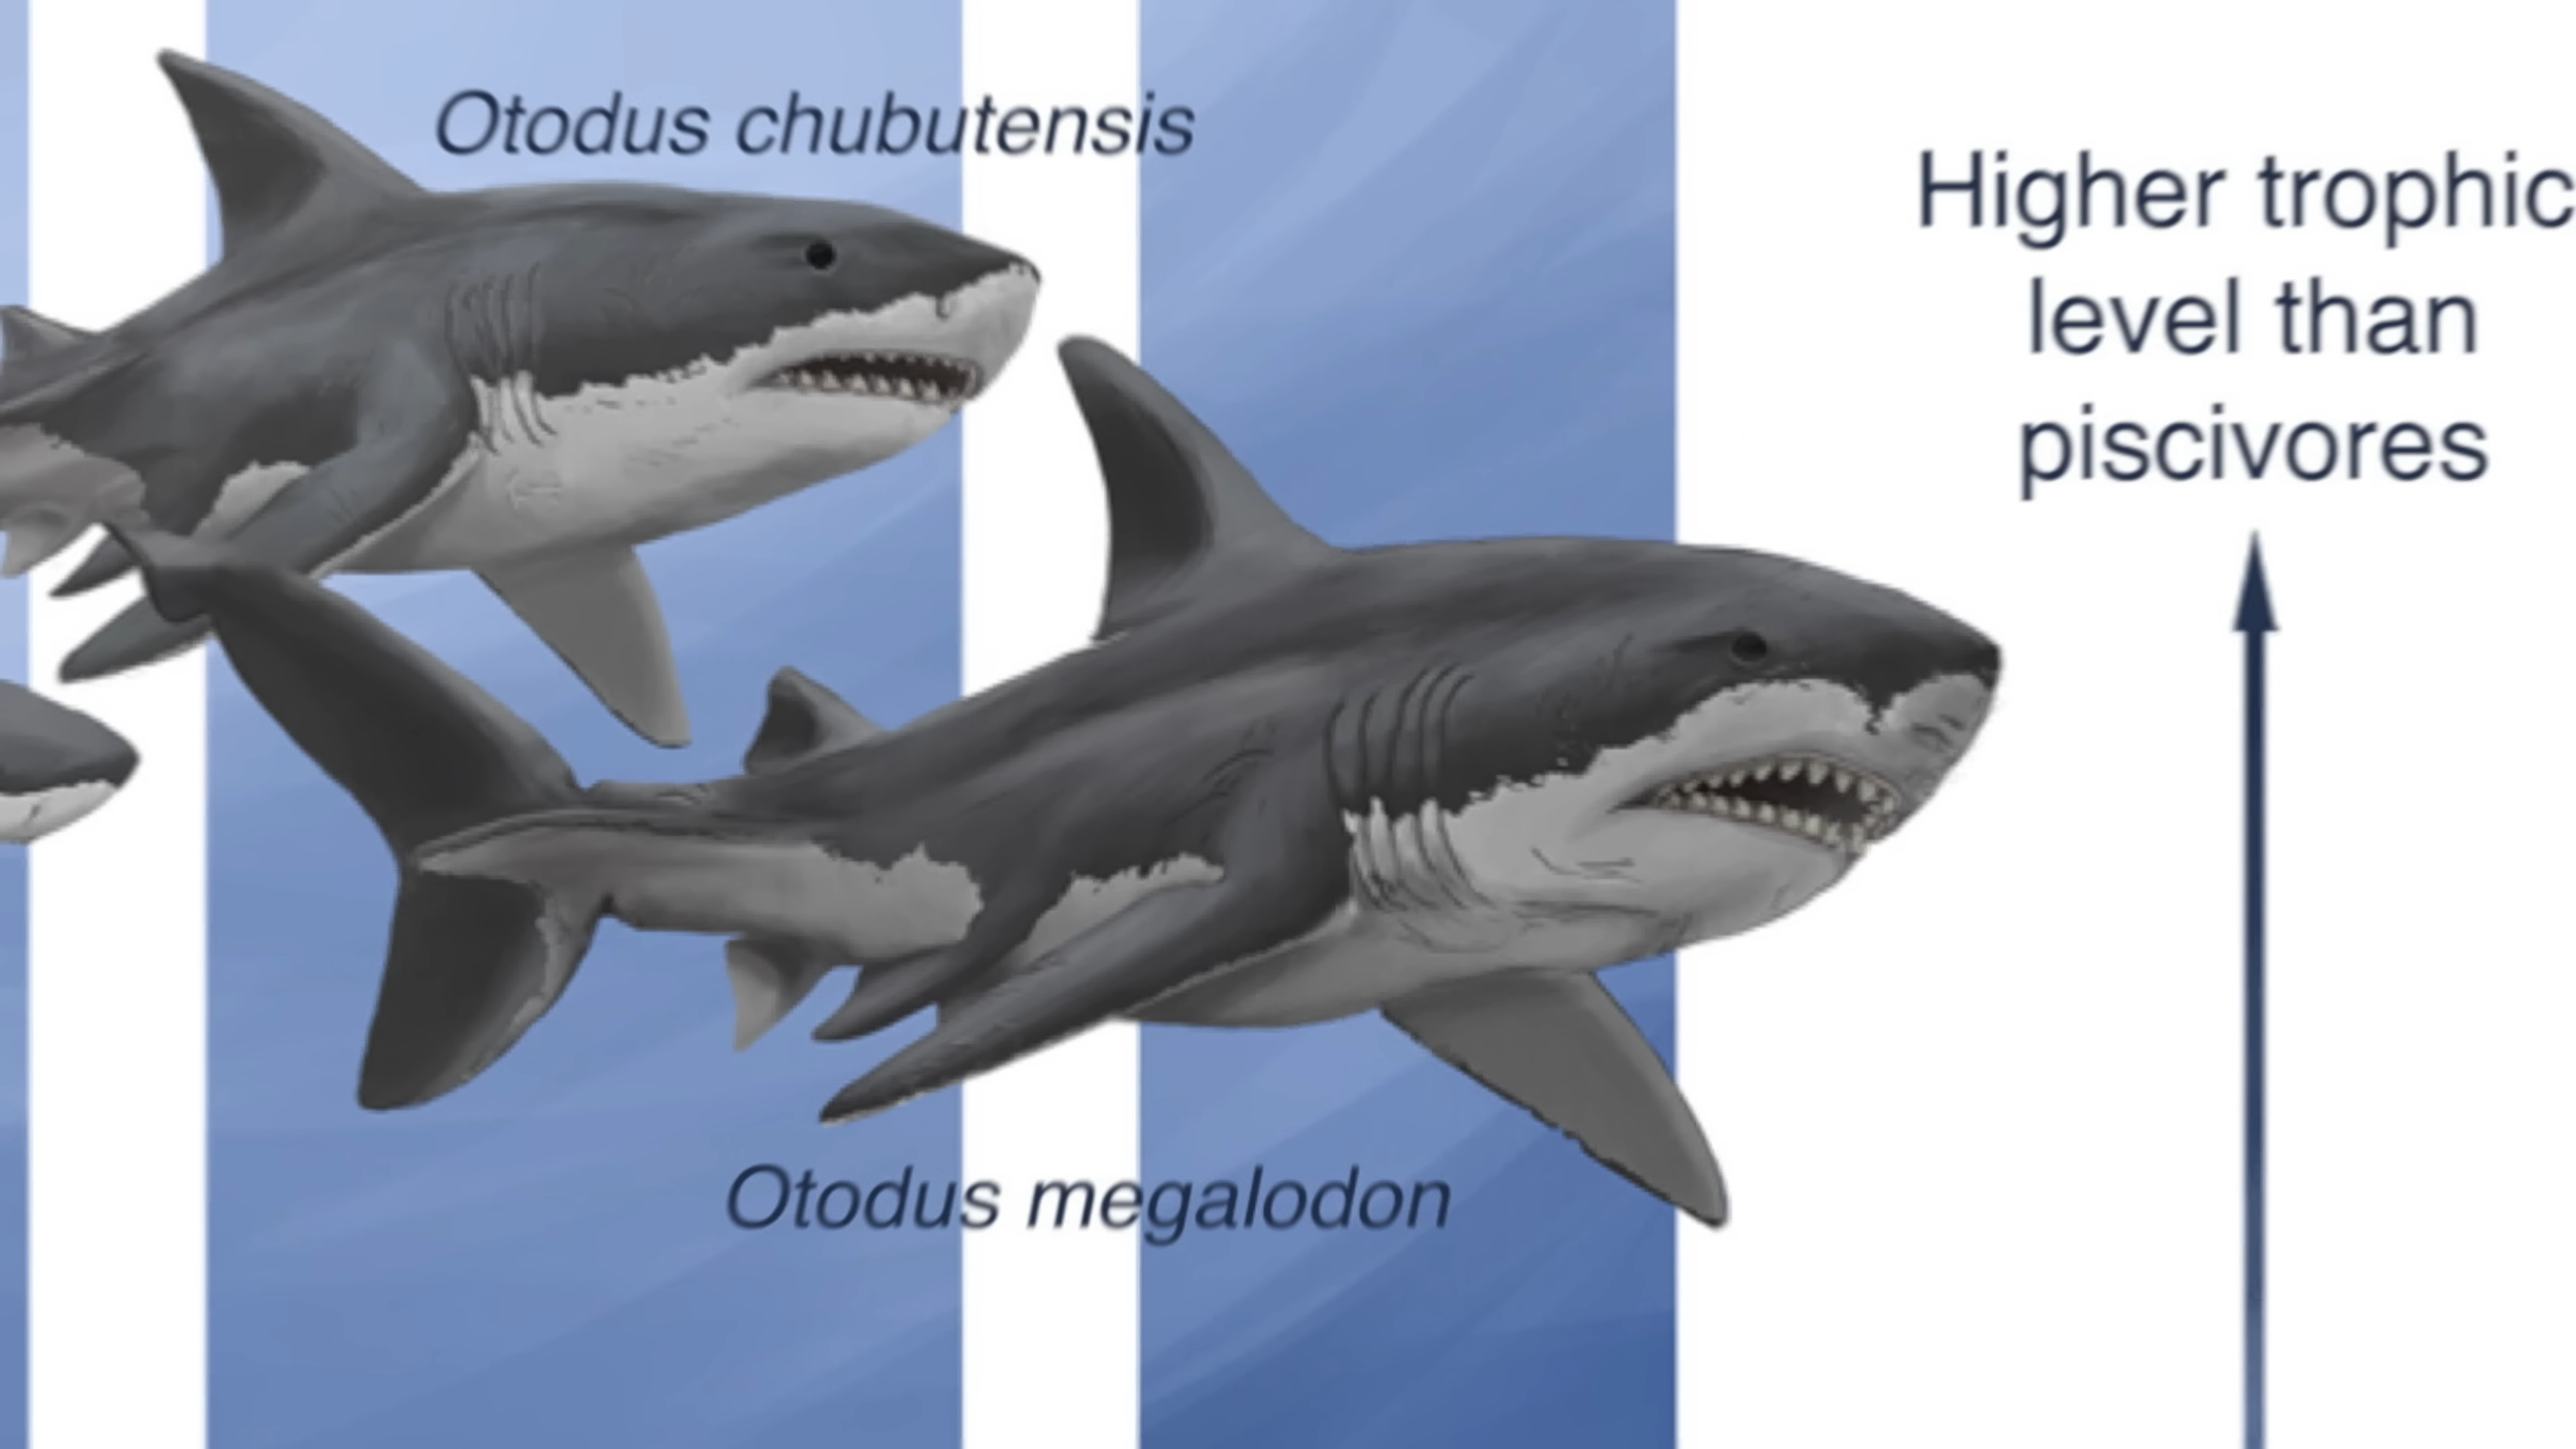 Otodus chubutensis
Higher trophic
level than
piscivores
Otodus megalodon